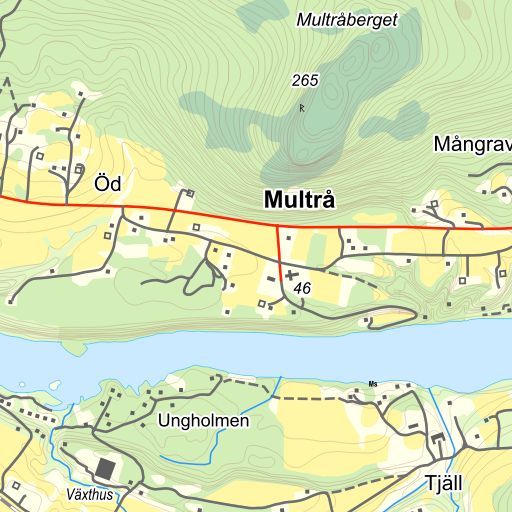 Multråberget
265
R
Mångrav
Öd
Multrå
46
Ms
Ungholmen
Tjäll
Växthus